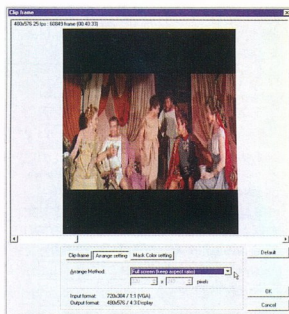 Clip frame
480x576 25 fps 60849 frame (00:40:33)
Clip frame
Arrange setting
Mask Color setting
Default
Arrange Method:
Full screen (keep aspect ratio)
x
pixels
Input format: 720x304 / 1:1 (VGA)
Output format: 480x576 / 4:3 Display
OK
Cancel